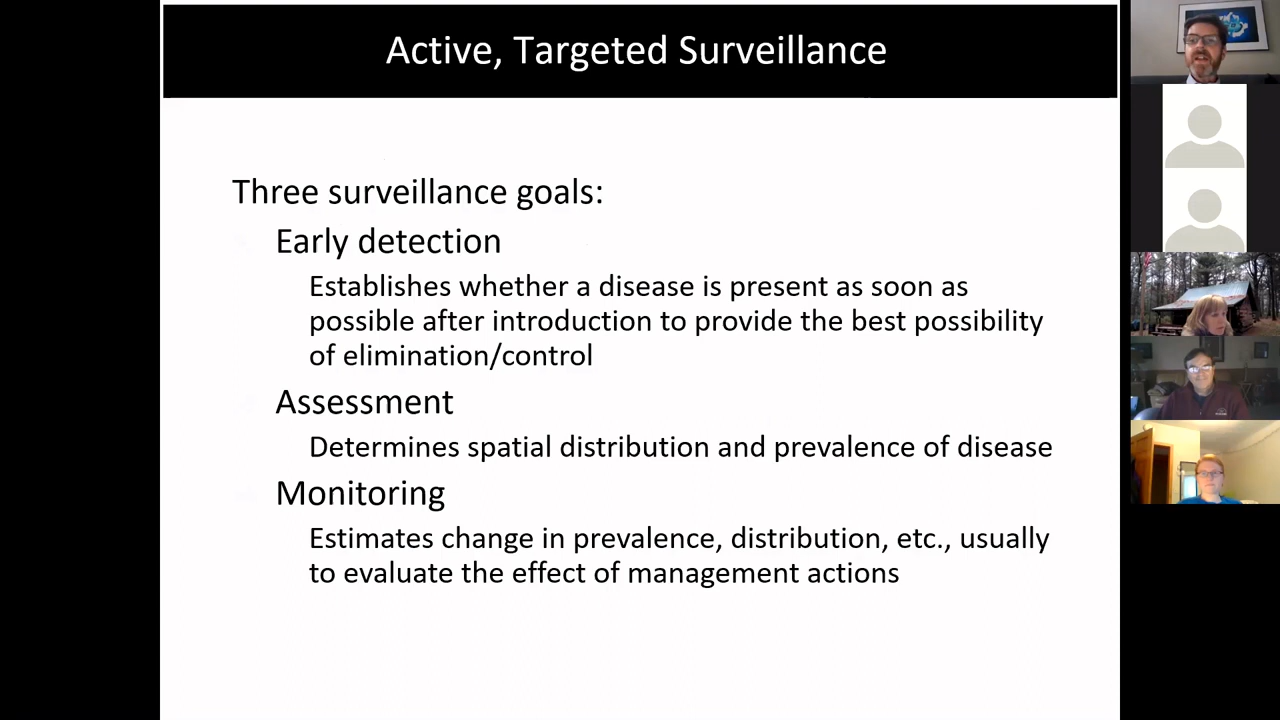 Active, Targeted Surveillance
Three surveillance goals:
Early detection
Establishes whether a disease is present as soon as
possible after introduction to provide the best possibility
of elimination/control
Assessment
Determines spatial distribution and prevalence of disease
Monitoring
Estimates change in prevalence, distribution, etc., usually
to evaluate the effect of management actions